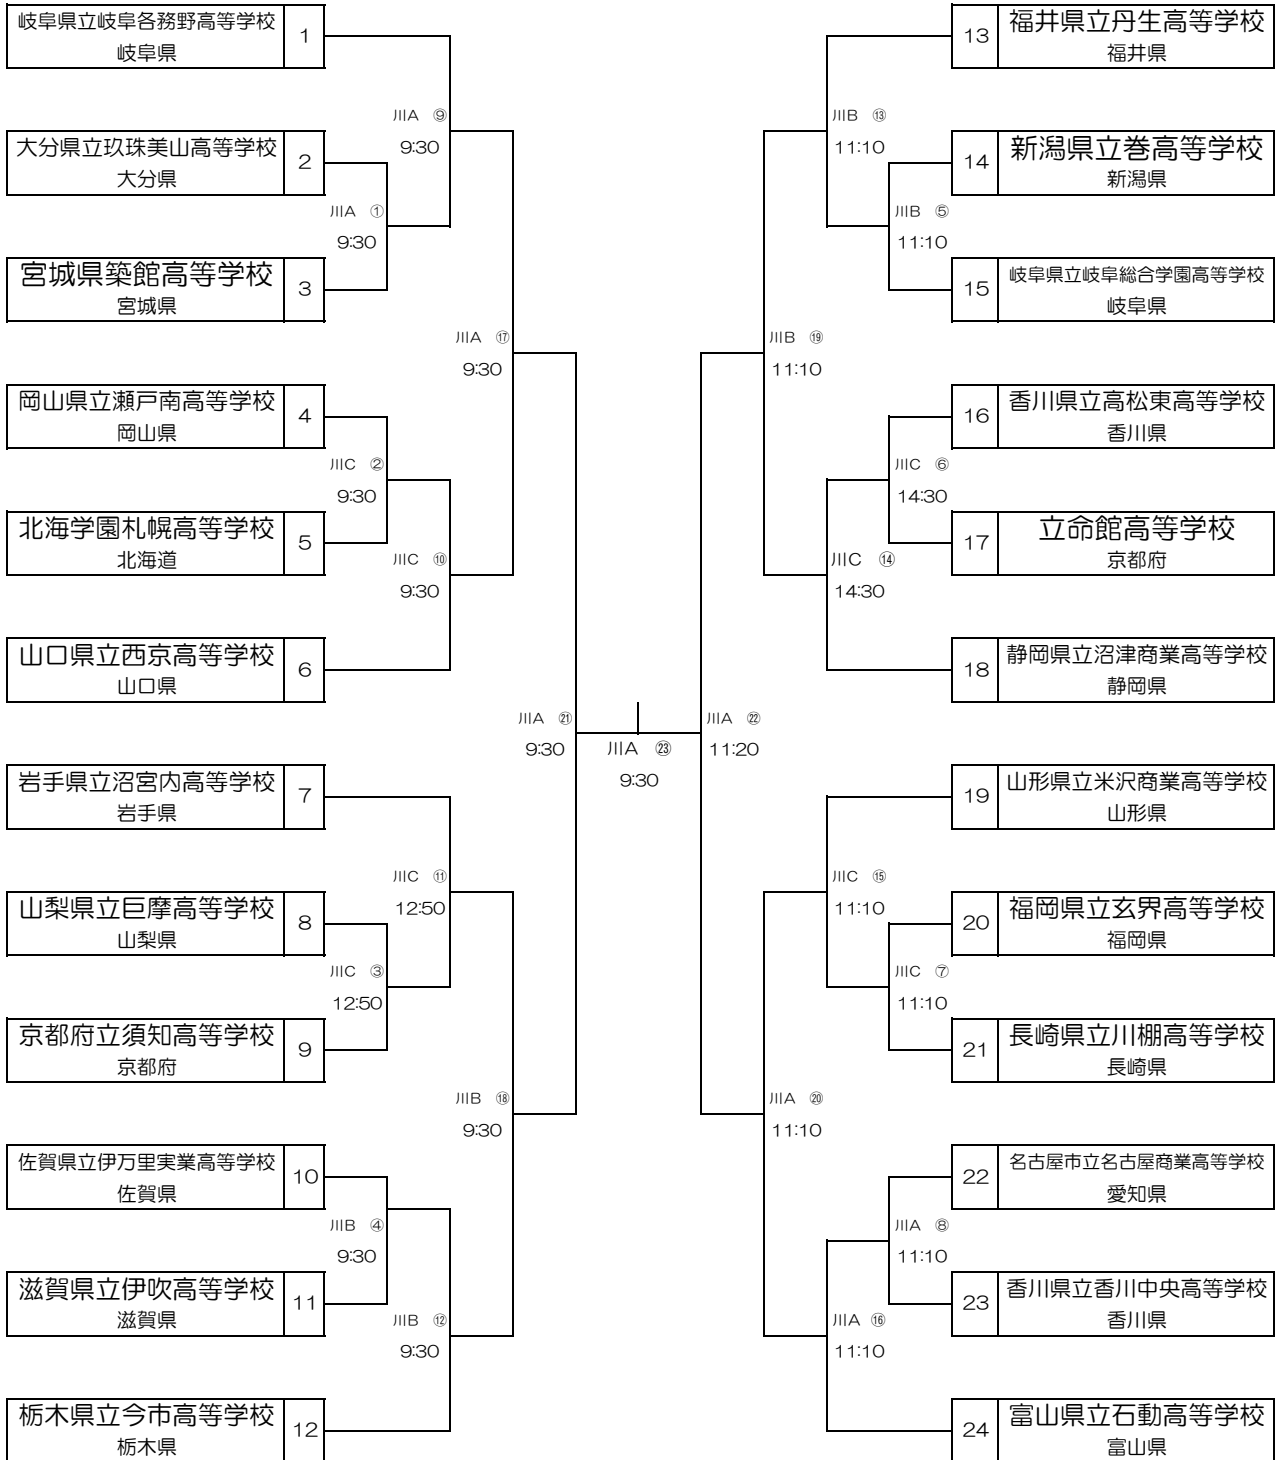 岐阜県立岐阜各務野高等学校
岐阜県
1
大分県立玖珠美山高等学校
大分県
2
宮城県築館高等学校
宮城県
3
岡山県立瀬戸南高等学校
岡山県
4
北海学園札幌高等学校
北海道
5
山口県立西京高等学校
山口県
6
岩手県立沼宮内高等学校
岩手県
7
山梨県立巨摩高等学校
山梨県
8
京都府立須知高等学校
京都府
9
佐賀県立伊万里実業高等学校
佐賀県
10
滋賀県立伊吹高等学校
滋賀県
11
栃木県立今市高等学校
栃木県
12
川A ①
9:30
川C ②
9:30
川C ③
12:50
川B ④
9:30
川A ⑨
9:30
川C ⑩
9:30
川C ⑪
12:50
川B ⑫
9:30
川A ⑰
9:30
川B ⑱
9:30
川A ㉑
9:30
川A ㉓
9:30
川A ㉒
11:20
川B ⑲
11:10
川A ⑳
11:10
川B ⑬
11:10
川C ⑭
14:30
川C ⑮
11:10
川A ⑯
11:10
川B ⑤
11:10
川C ⑥
14:30
川C ⑦
11:10
川A ⑧
11:10
13
福井県立丹生高等学校
福井県
14
新潟県立巻高等学校
新潟県
15
岐阜県立岐阜総合学園高等学校
岐阜県
16
香川県立高松東高等学校
香川県
17
立命館高等学校
京都府
18
静岡県立沼津商業高等学校
静岡県
19
山形県立米沢商業高等学校
山形県
20
福岡県立玄界高等学校
福岡県
21
長崎県立川棚高等学校
長崎県
22
名古屋市立名古屋商業高等学校
愛知県
23
香川県立香川中央高等学校
香川県
24
富山県立石動高等学校
富山県